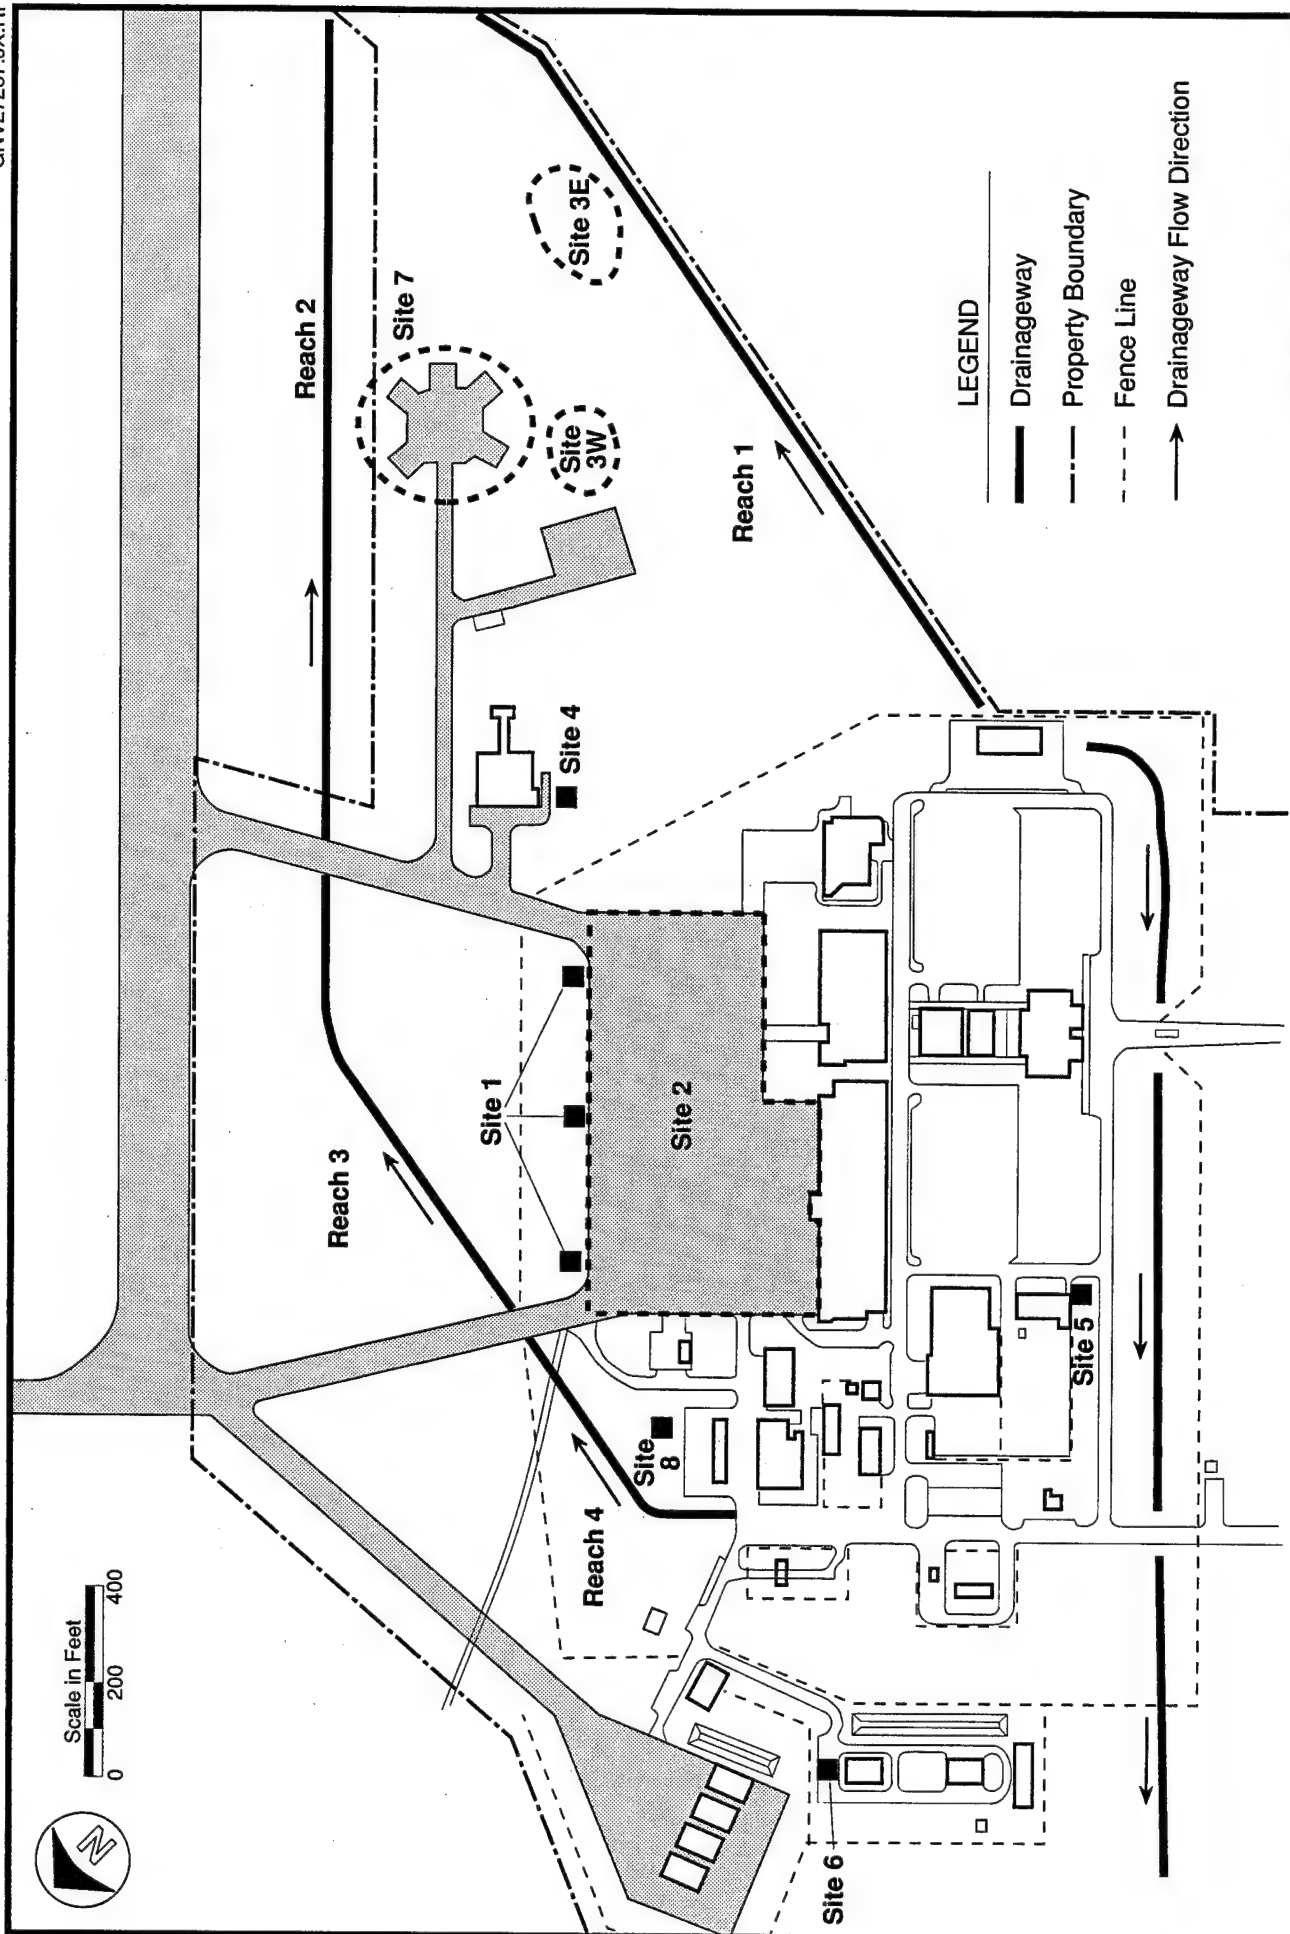 Scale in Feet
0
200
400
N
Reach 2
Site 7
Site 3E
Site
3W
Reach 1
Site 4
Reach 3
Site 1
Site 2
Reach 4
Site
8
Site 5
Site 6
LEGEND
Drainageway
Property Boundary
Fence Line
Drainageway Flow Direction